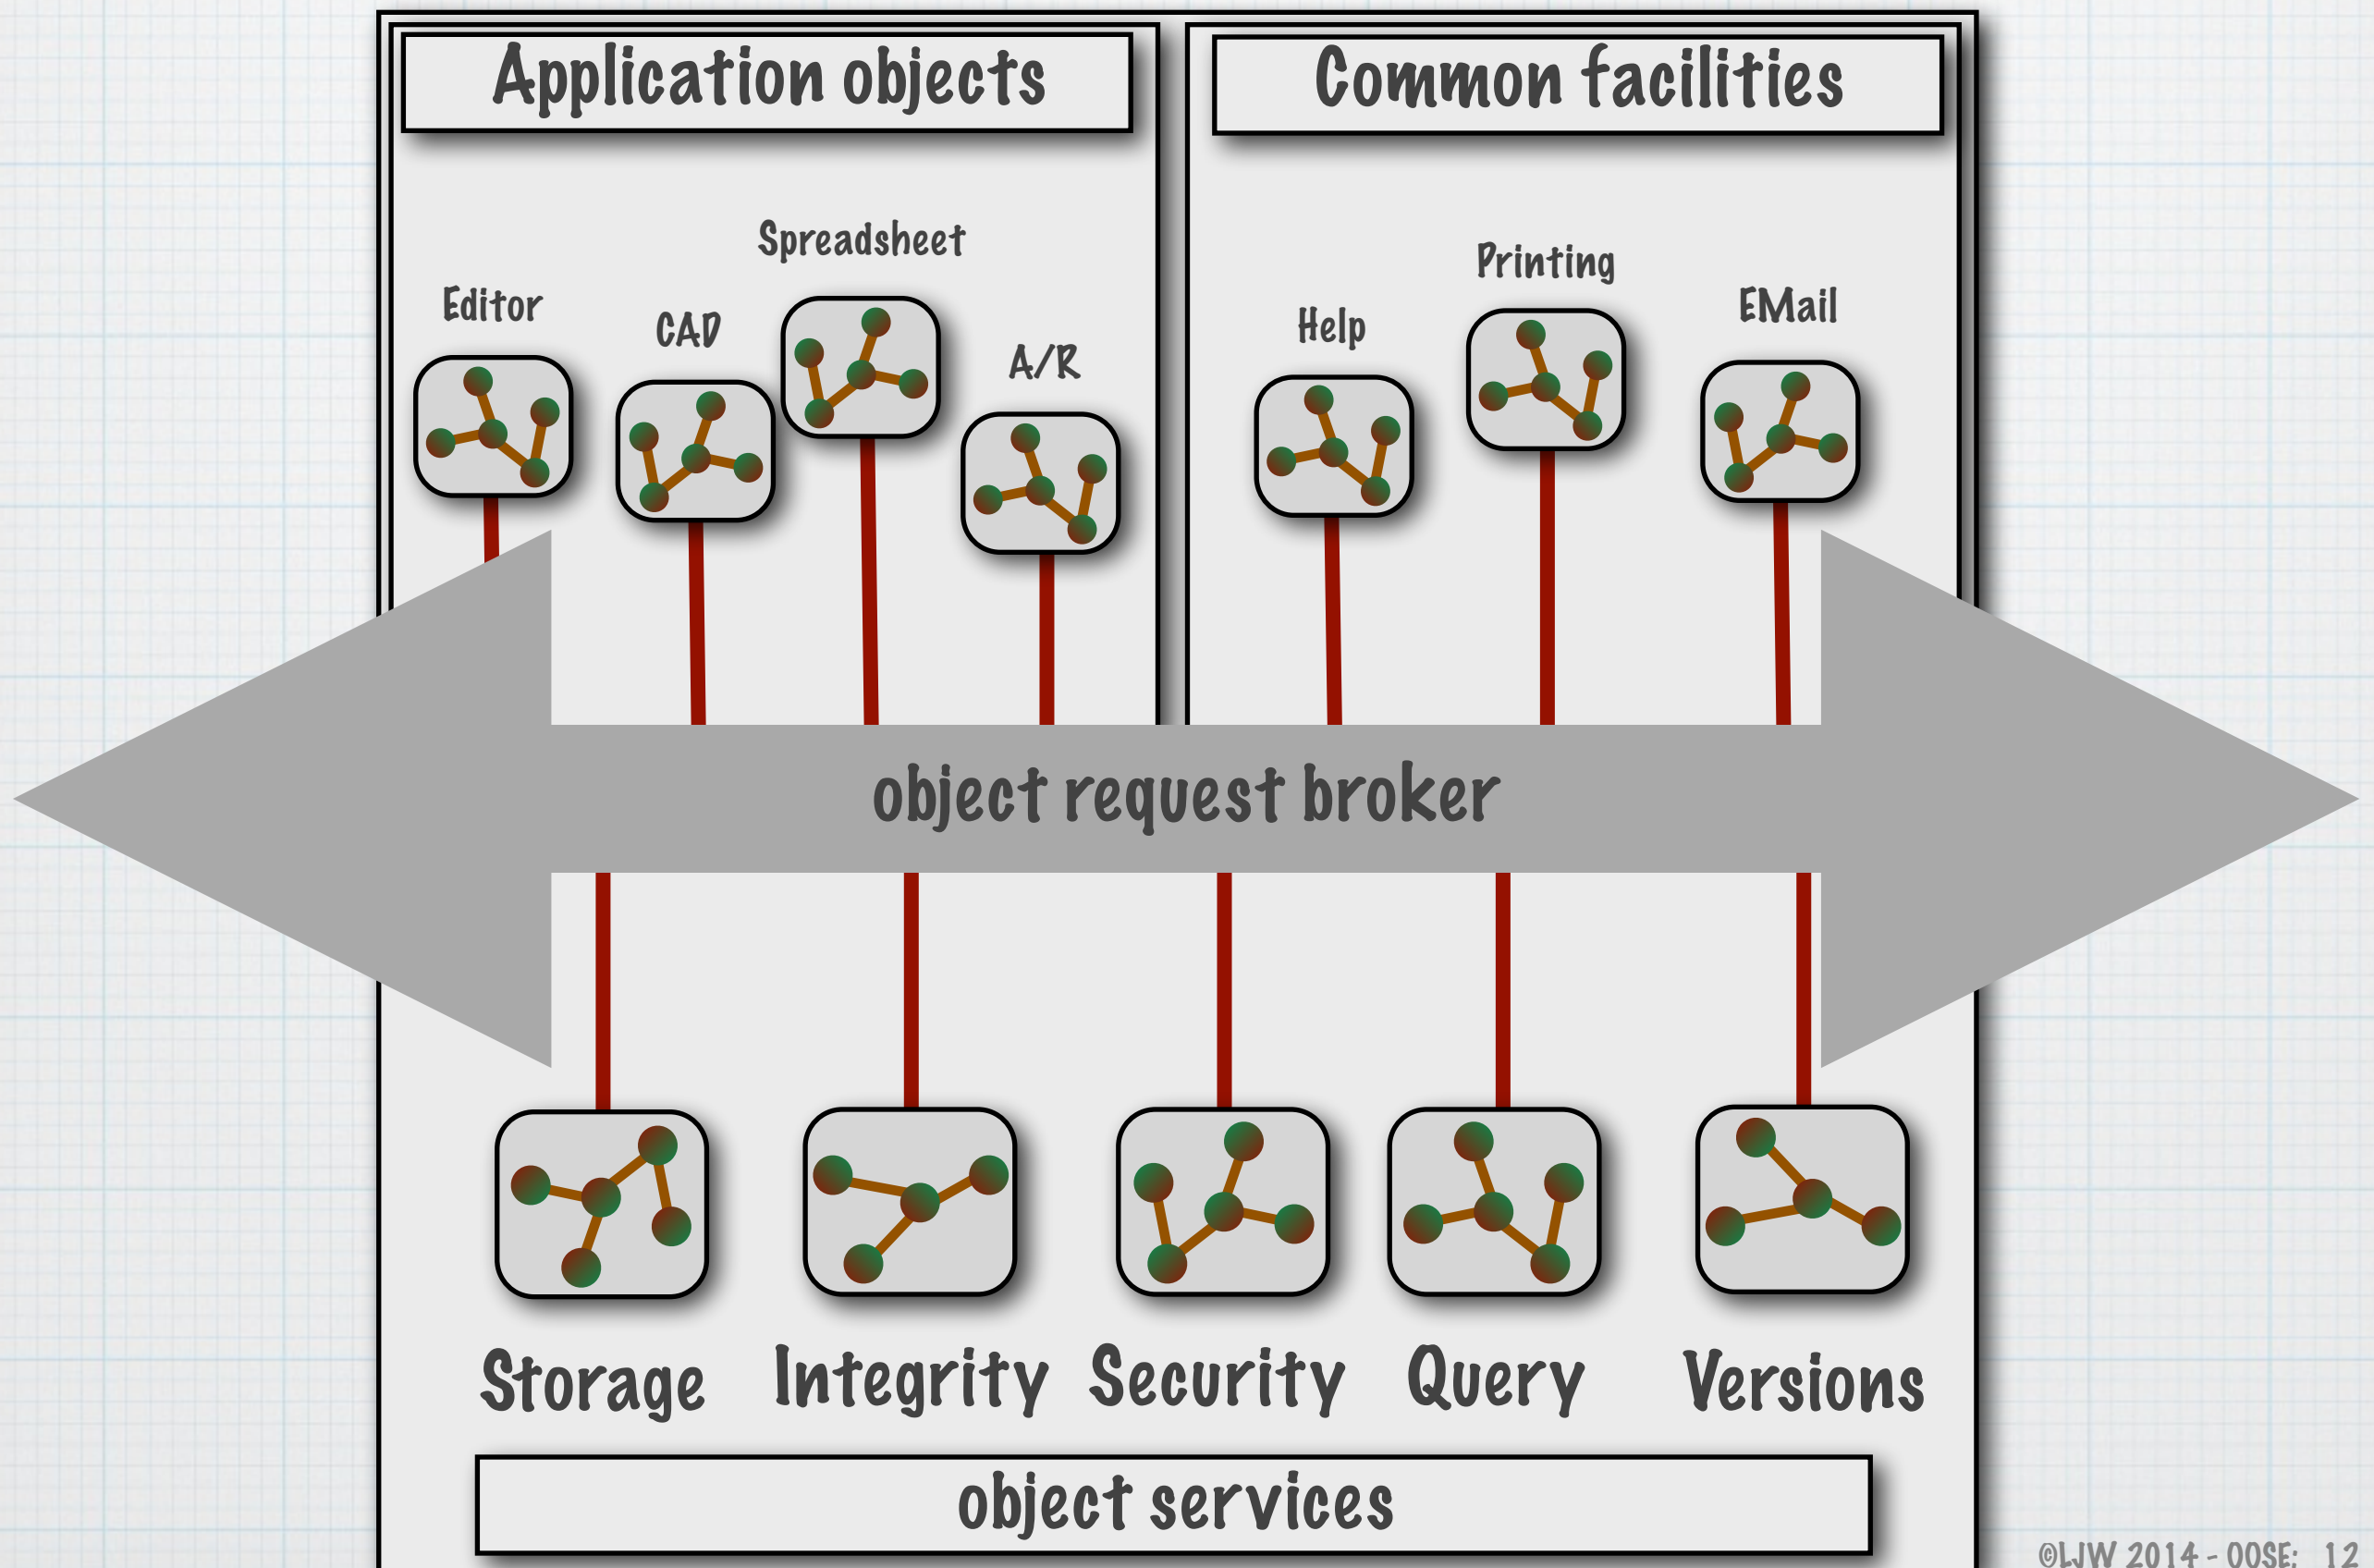 Application objects
Common facilities
Spreadsheet
Editor
CAD
A/R
Printing
Help
EMail
object request broker
Storage
Integrity
Security
Query
Versions
object services
©LJW 2014 - OOSE: 12